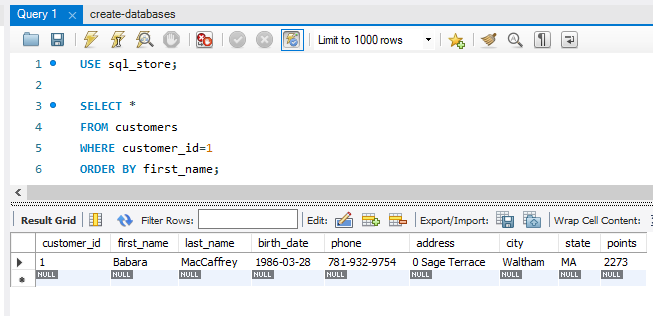 Query 1 × create-databases
Limit to 1000 rows
1 USE sql_store;
2
3 SELECT *
4 FROM customers
5 WHERE customer_id=1
6 ORDER BY first_name;
Result Grid Filter Rows: Edit: Export/Import: Wrap Cell Content:
customer_id first_name last_name birth_date phone address city state points
1 Babara MacCaffrey 1986-03-28 781-932-9754 0 Sage Terrace Waltham MA 2273
NULL NULL NULL NULL NULL NULL NULL NULL NULL